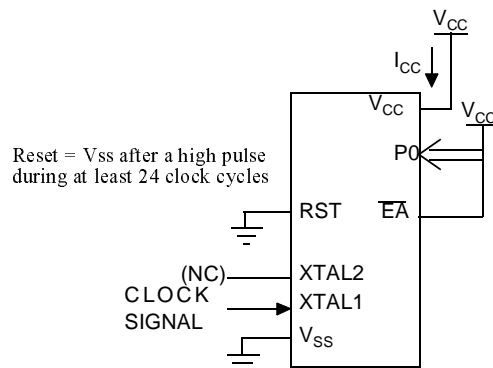 VCC
ICC
VCC
VCC
P0
Reset = Vss after a high pulse
during at least 24 clock cycles
RST
EA
(NC)
XTAL2
CLOCK
XTAL1
SIGNAL
VSS